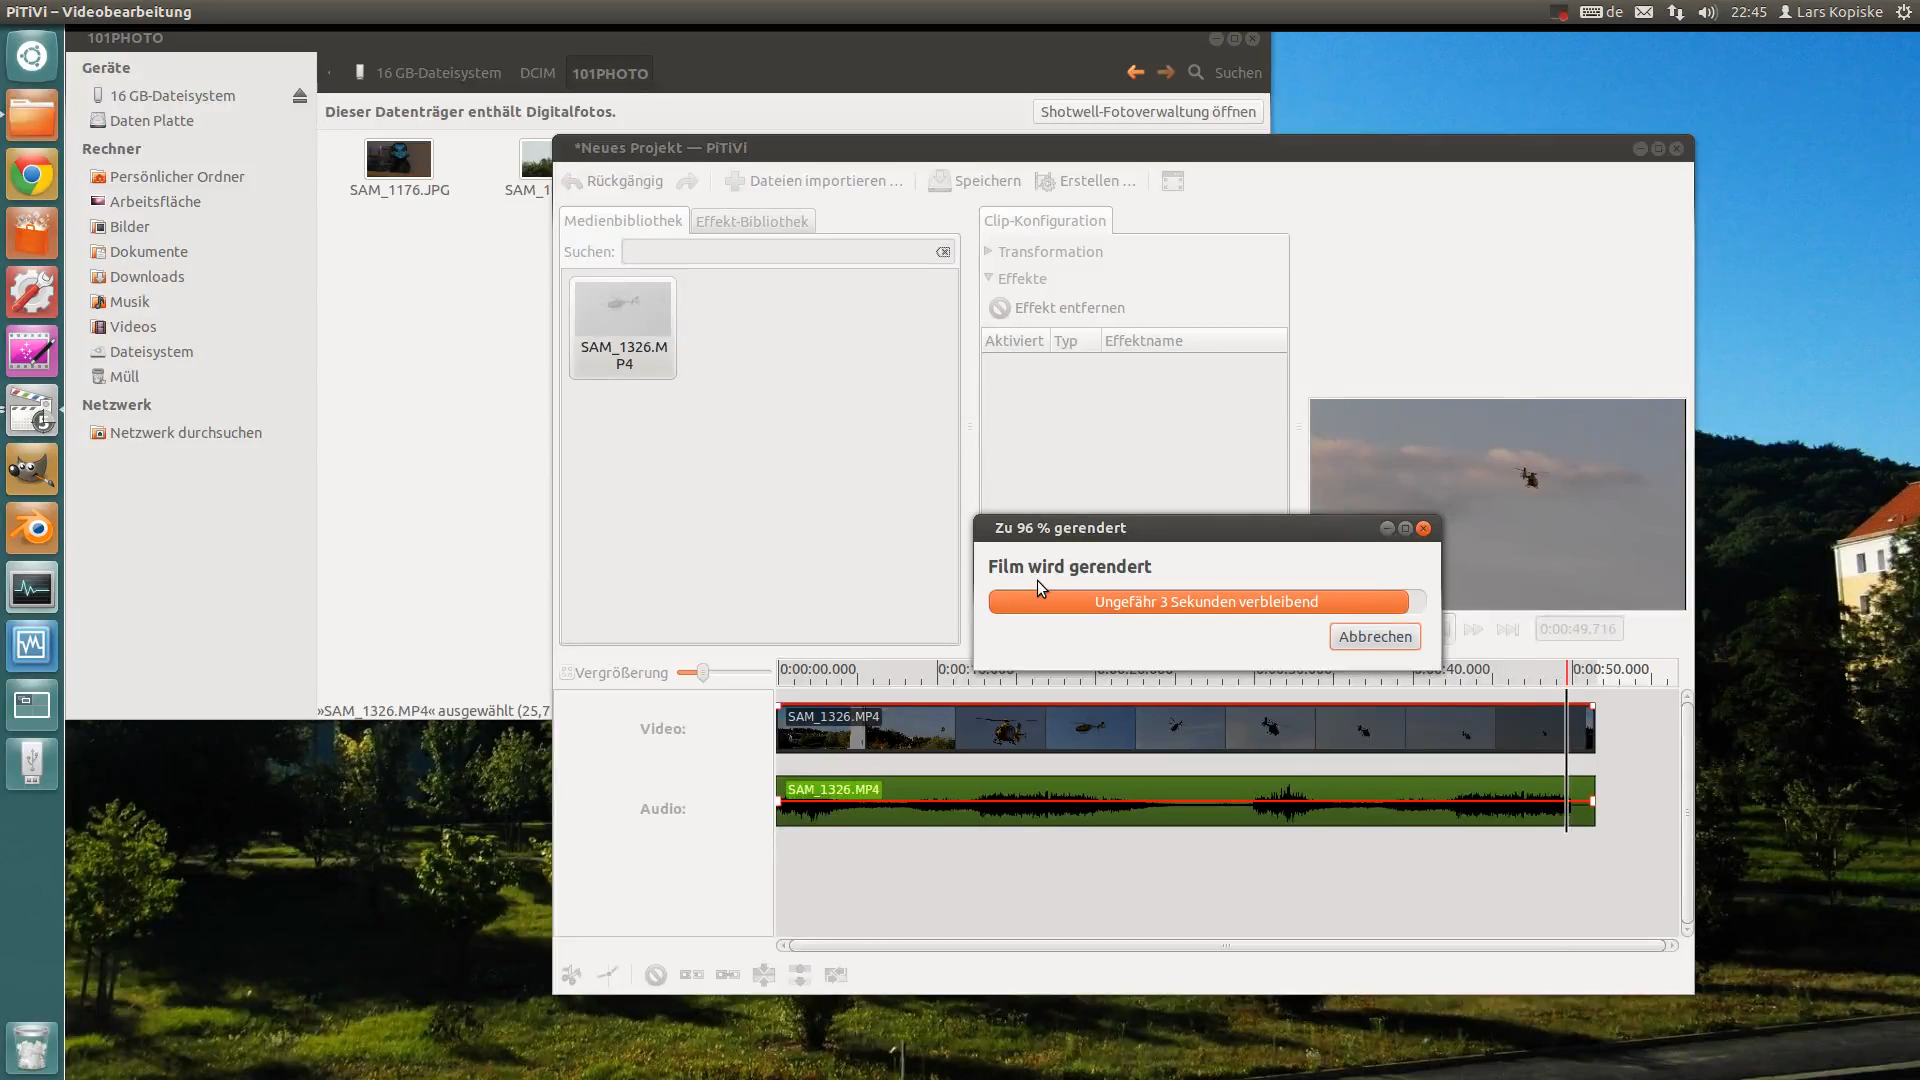 PiTiVi – Videobearbeitung
de
22:45
Lars Kopiske
101PHOTO
Geräte
16 GB-Dateisystem
Daten Platte
Rechner
Persönlicher Ordner
Arbeitsfläche
Bilder
Dokumente
Downloads
Musik
Videos
Dateisystem
Müll
Netzwerk
Netzwerk durchsuchen
16 GB-Dateisystem
DCIM
101PHOTO
Suchen
Dieser Datenträger enthält Digitalfotos.
Shotwell-Fotoverwaltung öffnen
SAM_1176.JPG
SAM_1
»SAM_1326.MP4« ausgewählt (25,7
*Neues Projekt — PiTiVi
Rückgängig
Dateien importieren ...
Speichern
Erstellen ...
Medienbibliothek
Effekt-Bibliothek
Suchen:
SAM_1326.M
P4
Clip-Konfiguration
Transformation
Effekte
Effekt entfernen
Aktiviert
Typ
Effektname
Zu 96 % gerendert
Film wird gerendert
Ungefähr 3 Sekunden verbleibend
Abbrechen
0:00:49.716
Vergrößerung
0:00:00.000
:40.000
0:00:50.000
Video:
SAM_1326.MP4
Audio:
SAM_1326.MP4